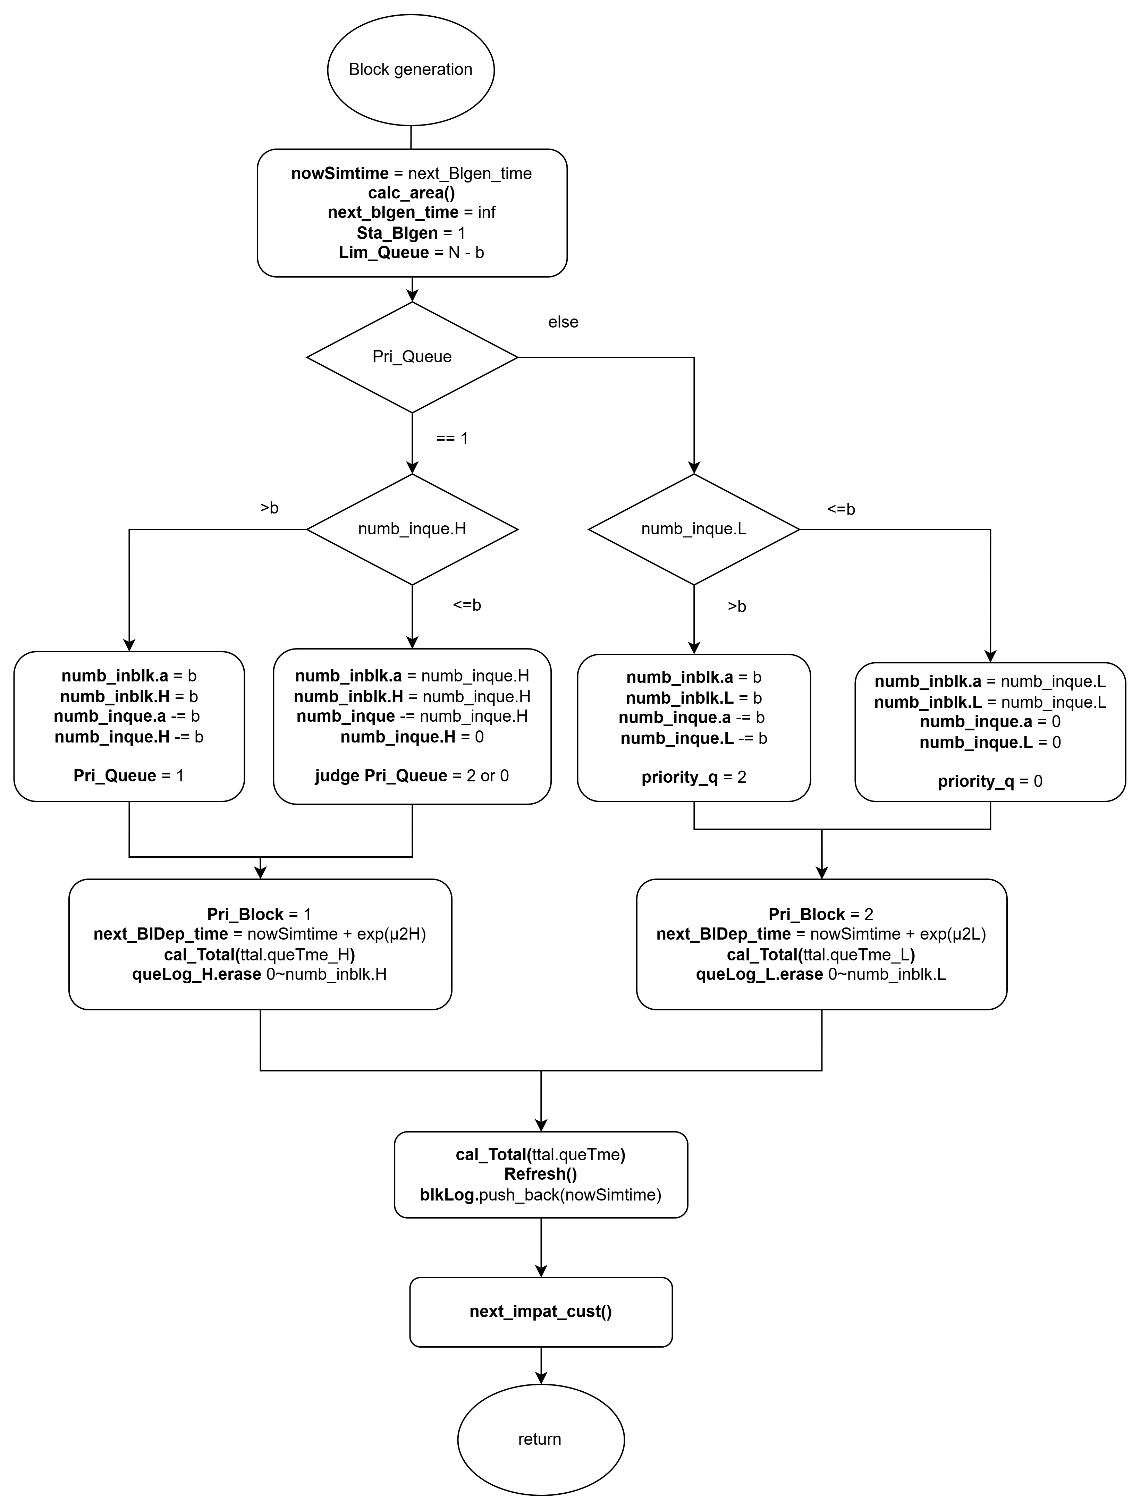 Block generation
nowSimtime = next_Blgen_time
calc_area()
next_blgen_time = inf
Sta_Blgen = 1
Lim_Queue = N - b
else
Pri_Queue
== 1
>b
numb_inque.H
<=b
numb_inque.L
<=b
>b
numb_inblk.a = b
numb_inblk.H = b
numb_inque.a -= b
numb_inque.H -= b
Pri_Queue = 1
numb_inblk.a = numb_inque.H
numb_inblk.H = numb_inque.H
numb_inque -= numb_inque.H
numb_inque.H = 0
judge Pri_Queue = 2 or 0
numb_inblk.a = b
numb_inblk.L = b
numb_inque.a -= b
numb_inque.L -= b
priority_q = 2
numb_inblk.a = numb_inque.L
numb_inblk.L = numb_inque.L
numb_inque.a = 0
numb_inque.L = 0
priority_q = 0
Pri_Block = 1
next_BlDep_time = nowSimtime + exp(μ2H)
cal_Total(ttal.queTme_H)
queLog_H.erase 0~numb_inblk.H
Pri_Block = 2
next_BlDep_time = nowSimtime + exp(μ2L)
cal_Total(ttal.queTme_L)
queLog_L.erase 0~numb_inblk.L
cal_Total(ttal.queTme)
Refresh()
blkLog.push_back(nowSimtime)
next_impat_cust()
return